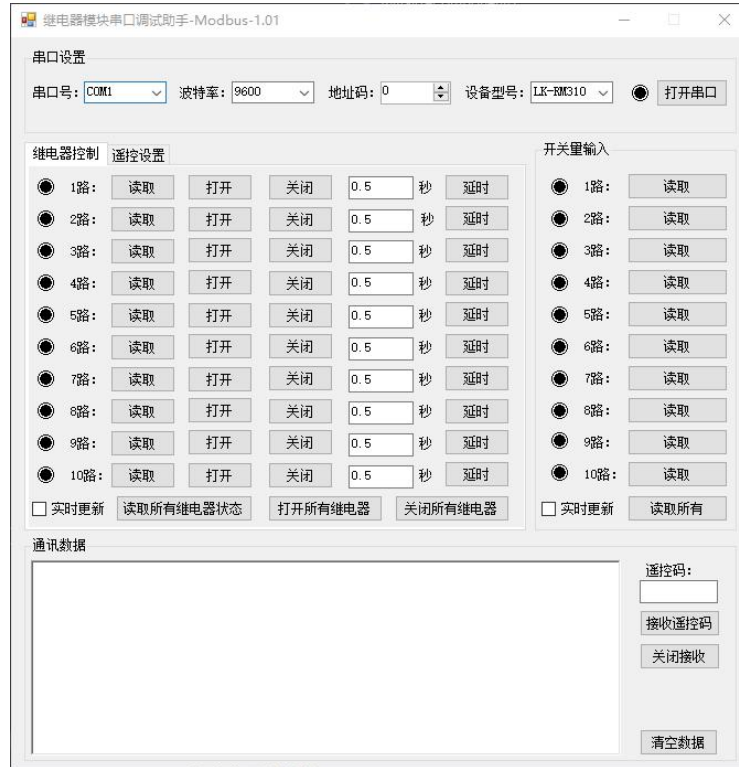 继电器模块串口调试助手-Modbus-1.01
串口设置
串口号: COM1 波特率: 9600 地址码: 0 设备型号: LK-RM310 打开串口
继电器控制 遥控设置 开关量输入
1路: 读取 打开 关闭 0.5 秒 延时 1路: 读取
2路: 读取 打开 关闭 0.5 秒 延时 2路: 读取
3路: 读取 打开 关闭 0.5 秒 延时 3路: 读取
4路: 读取 打开 关闭 0.5 秒 延时 4路: 读取
5路: 读取 打开 关闭 0.5 秒 延时 5路: 读取
6路: 读取 打开 关闭 0.5 秒 延时 6路: 读取
7路: 读取 打开 关闭 0.5 秒 延时 7路: 读取
8路: 读取 打开 关闭 0.5 秒 延时 8路: 读取
9路: 读取 打开 关闭 0.5 秒 延时 9路: 读取
10路: 读取 打开 关闭 0.5 秒 延时 10路: 读取
实时更新 读取所有继电器状态 打开所有继电器 关闭所有继电器 实时更新 读取所有
通讯数据
遥控码:
接收遥控码
关闭接收
清空数据